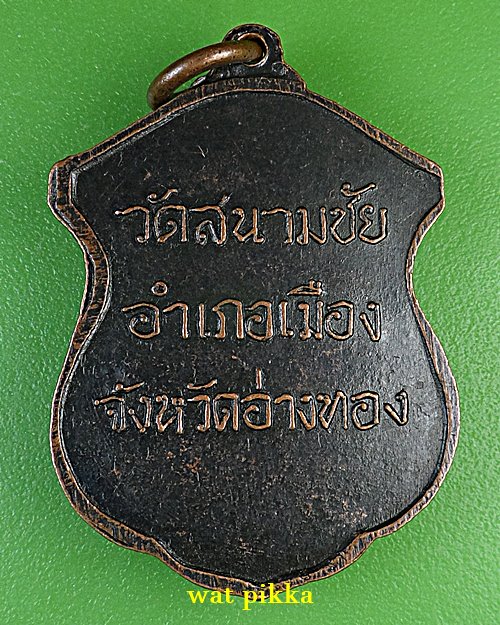 วัดสนามชัย
อำเภอเมือง
จังหวัดอ่างทอง
wat pikka